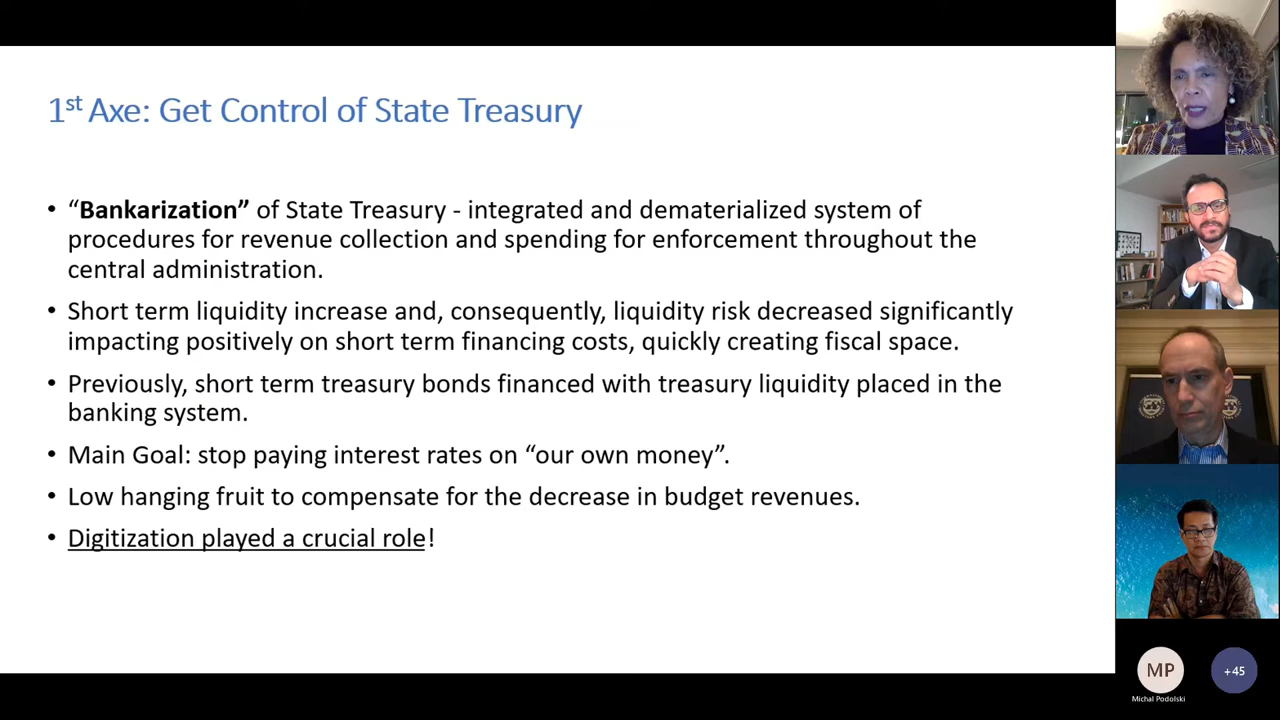 1st Axe: Get Control of State Treasury
• “Bankarization” of State Treasury - integrated and dematerialized system of
procedures for revenue collection and spending for enforcement throughout the
central administration.
• Short term liquidity increase and, consequently, liquidity risk decreased significantly
impacting positively on short term financing costs, quickly creating fiscal space.
• Previously, short term treasury bonds financed with treasury liquidity placed in the
banking system.
• Main Goal: stop paying interest rates on “our own money”.
• Low hanging fruit to compensate for the decrease in budget revenues.
• Digitization played a crucial role!
MP
+45
Michal Podolski